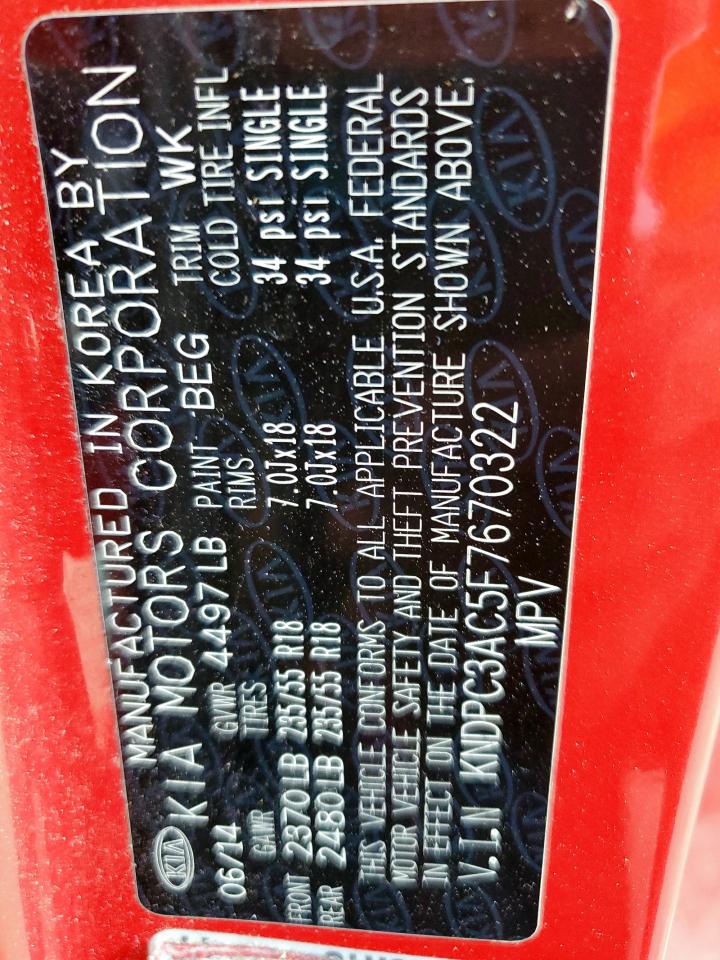 MANUFACTURED IN KOREA BY
KIA KIA MOTORS CORPORATION
06/14 GVWR 4497LB PAINT BEG TRIM WK
GAWR TIRES RIMS COLD TIRE INFL
FRONT 2370LB 235/55 R18 7.0Jx18 34 psi SINGLE
REAR 2480LB 235/55 R18 7.0Jx18 34 psi SINGLE
THIS VEHICLE CONFORMS TO ALL APPLICABLE U.S.A. FEDERAL
MOTOR VEHICLE SAFETY AND THEFT PREVENTION STANDARDS
IN EFFECT ON THE DATE OF MANUFACTURE SHOWN ABOVE.
V.I.N KNDPC3AC5F7670322
MPV